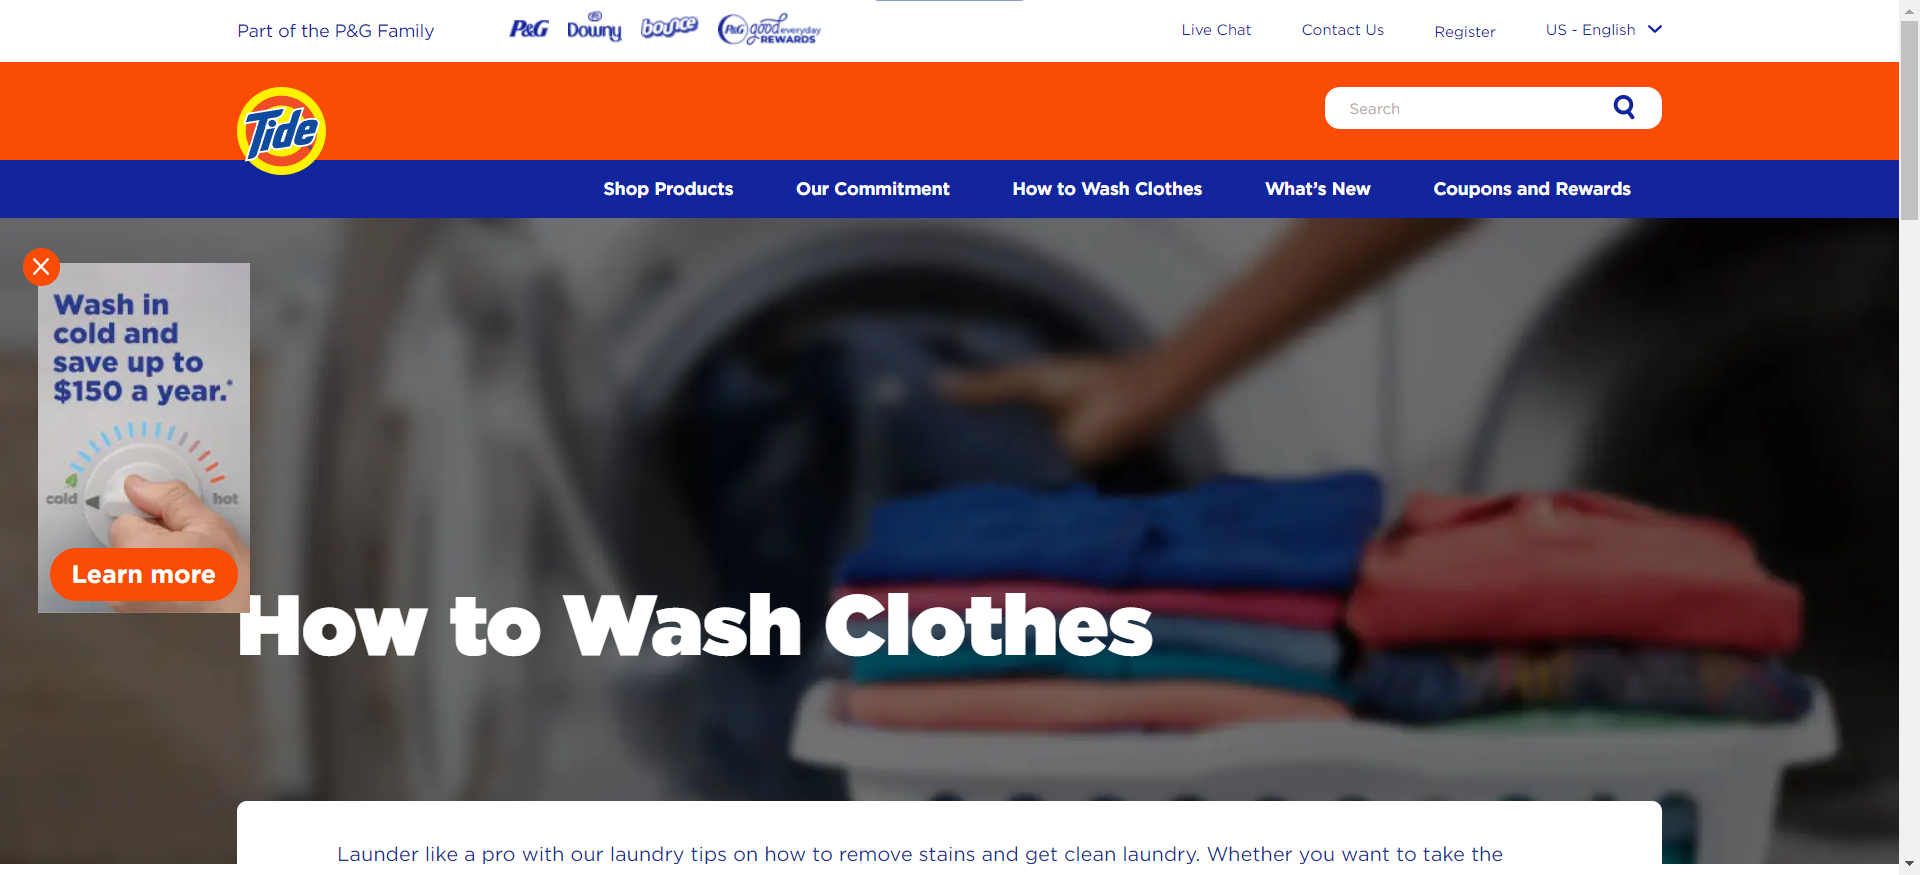 Part of the P&G Family
P&G
Downy
bounce
P&G good everyday REWARDS
Live Chat
Contact Us
Register
US - English
Tide
Search
Shop Products
Our Commitment
How to Wash Clothes
What's New
Coupons and Rewards
Wash in
cold and
save up to
$150 a year.*
cold
hot
Learn more
How to Wash Clothes
Launder like a pro with our laundry tips on how to remove stains and get clean laundry. Whether you want to take the